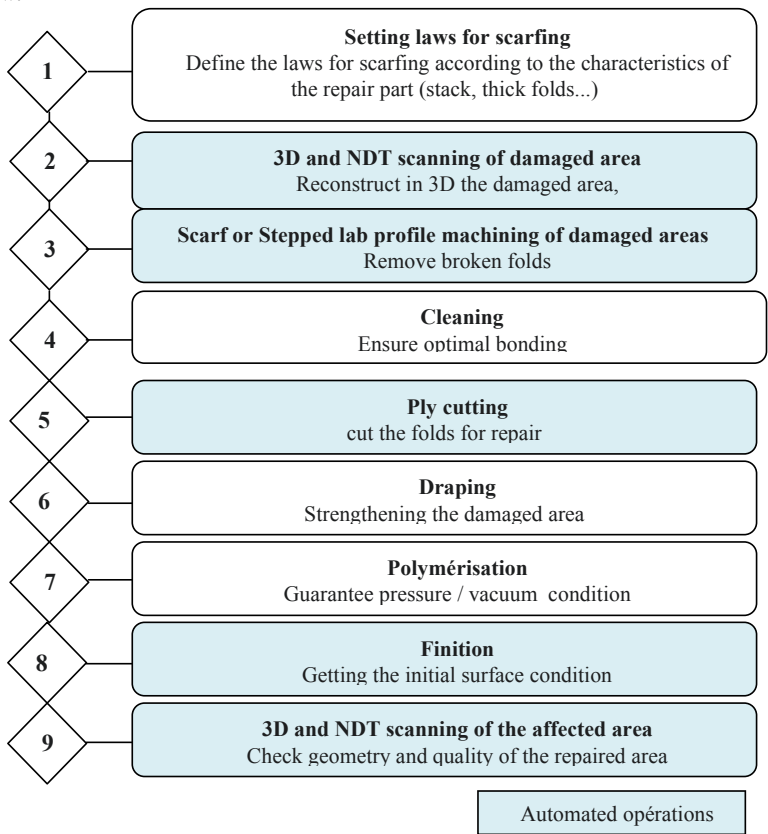 1
Setting laws for scarfing
Define the laws for scarfing according to the characteristics of
the repair part (stack, thick folds...)
2
3D and NDT scanning of damaged area
Reconstruct in 3D the damaged area,
3
Scarf or Stepped lab profile machining of damaged areas
Remove broken folds
4
Cleaning
Ensure optimal bonding
5
Ply cutting
cut the folds for repair
6
Draping
Strengthening the damaged area
7
Polymérisation
Guarantee pressure / vacuum condition
8
Finition
Getting the initial surface condition
9
3D and NDT scanning of the affected area
Check geometry and quality of the repaired area
Automated opérations